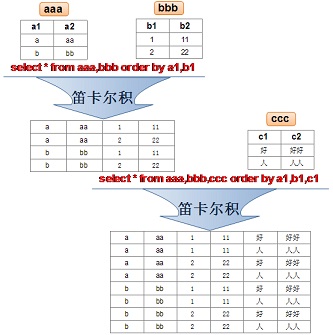 aaa bbb
a1 a2 b1 b2
a aa 1 11
b bb 2 22
select * from aaa,bbb order by a1,b1
笛卡尔积
a aa 1 11
a aa 2 22
b bb 1 11
b bb 2 22
ccc
c1 c2
好 好好
人 人人
select * from aaa,bbb,ccc order by a1,b1,c1
笛卡尔积
a aa 1 11 好 好好
a aa 1 11 人 人人
a aa 2 22 好 好好
a aa 2 22 人 人人
b bb 1 11 好 好好
b bb 1 11 人 人人
b bb 2 22 好 好好
b bb 2 22 人 人人